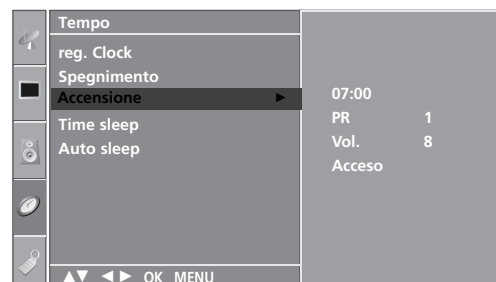 Tempo
reg. Clock
Spegnimento
Accensione ►
Time sleep
Auto sleep
07:00
PR 1
Vol. 8
Acceso
▲▼ ◄► OK MENU